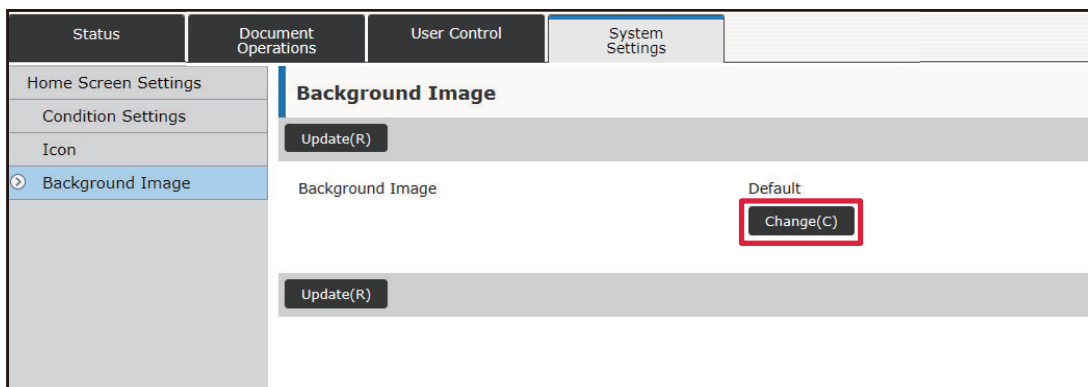 Status
Document
Operations
User Control
System
Settings
Home Screen Settings
Condition Settings
Icon
Background Image
Background Image
Update(R)
Background Image
Default
Change(C)
Update(R)